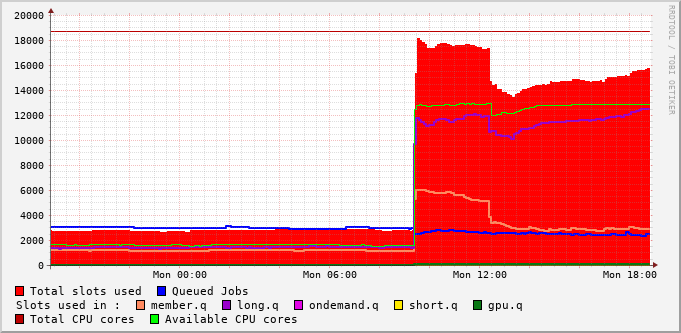 20000
18000
16000
14000
12000
10000
8000
6000
4000
2000
0
Mon 00:00 Mon 06:00 Mon 12:00 Mon 18:00
RRDTOOL / TOBI OETIKER
Total slots used Queued Jobs
Slots used in : member.q long.q ondemand.q short.q gpu.q
Total CPU cores Available CPU cores